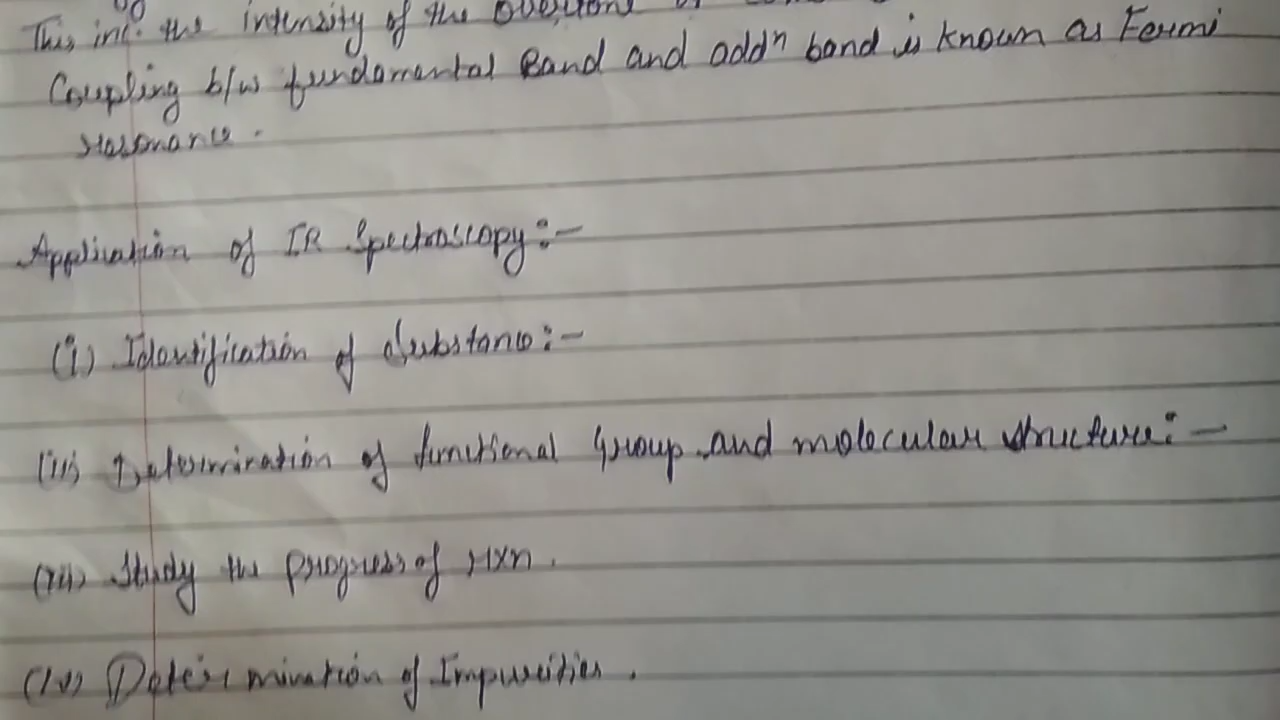 This inc. the intensity of the overtone
Coupling b/w fundamental Band and addn band is known as Fermi
resonance.
Application of IR Spectroscopy:-
(i) Identification of Substance:-
(ii) Determination of functional Group and molecular structure:-
(iii) Study the progress of rxn.
(iv) Determination of Impurities.